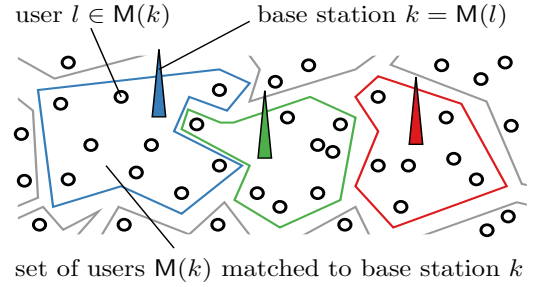 user l ∈ M(k)
base station k = M(l)
set of users M(k) matched to base station k